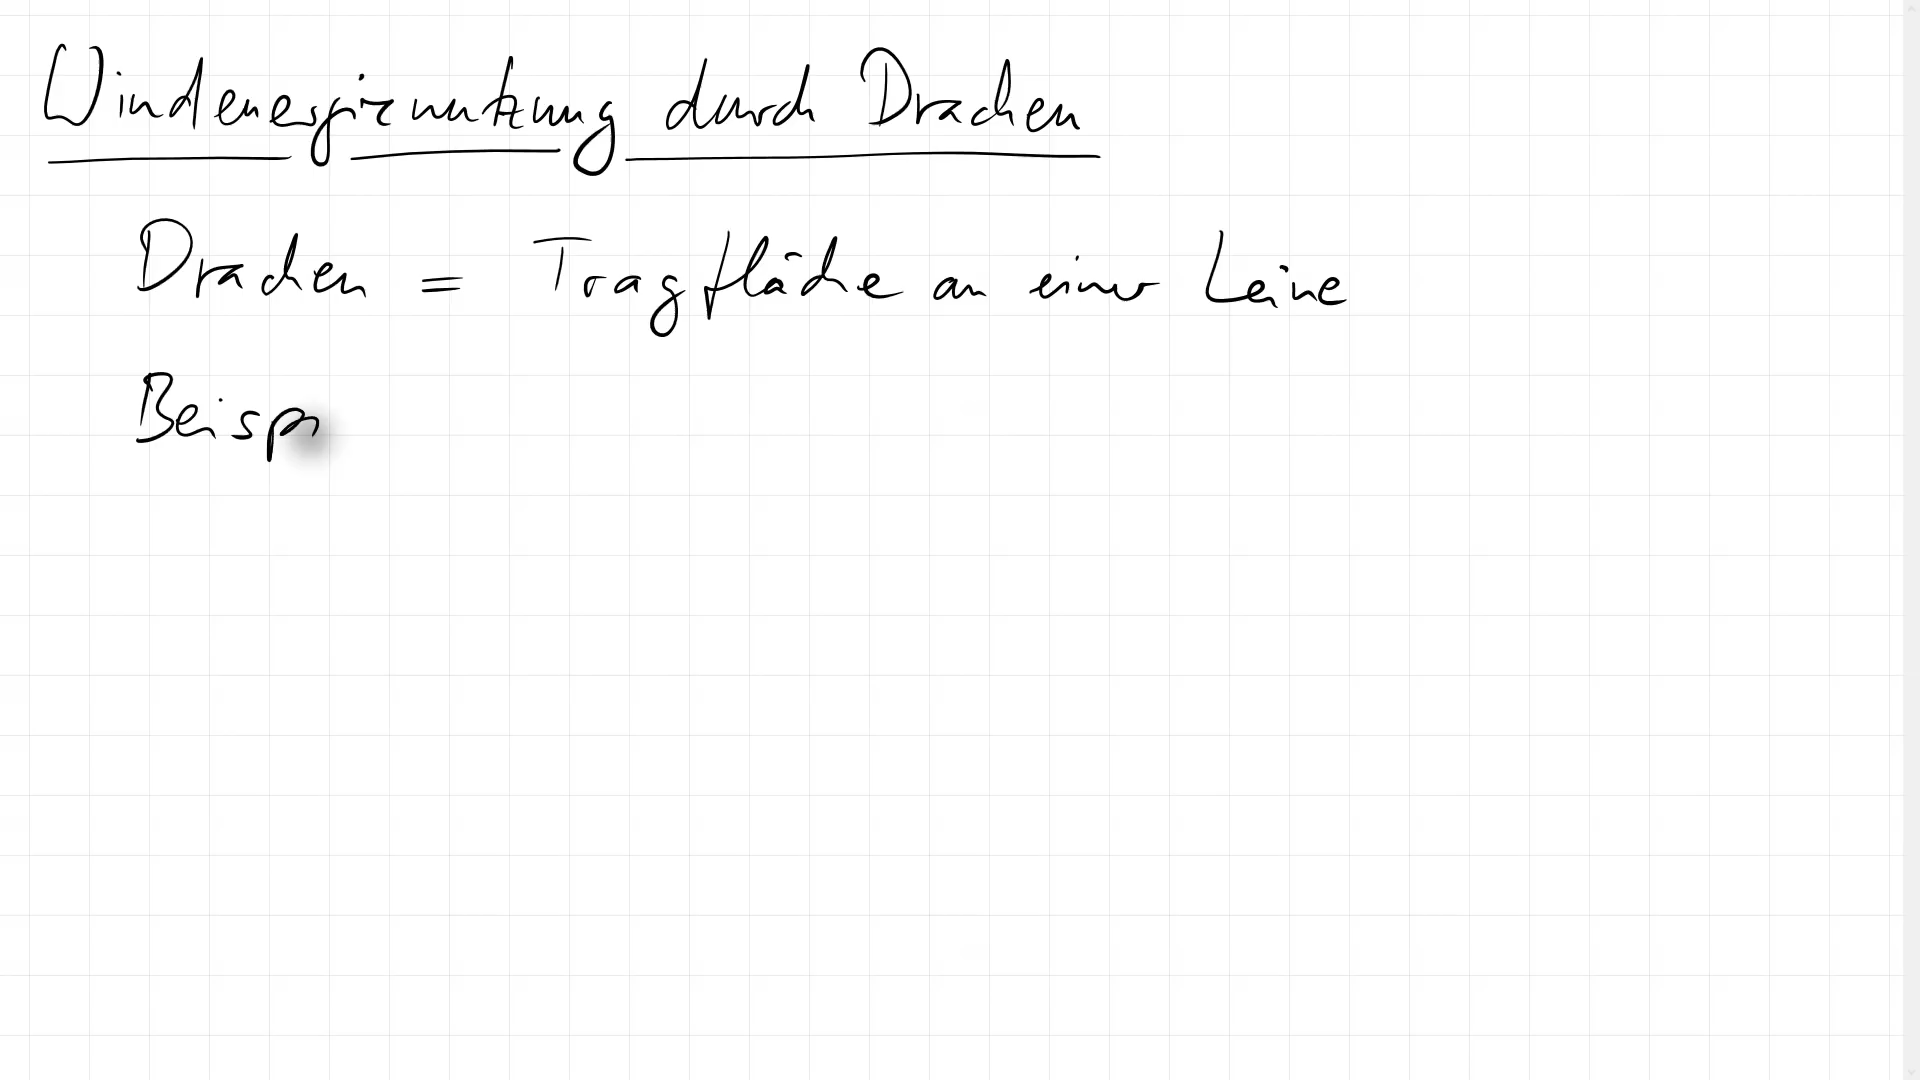 Windenergienutzung durch Drachen
Drachen = Tragfläche an einer Leine
Beisp